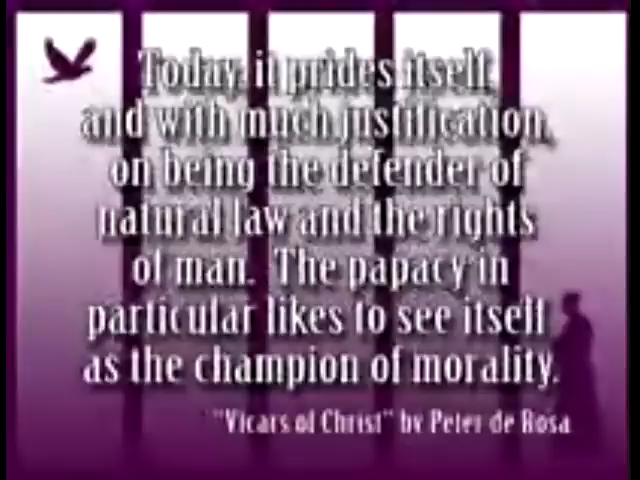 Today, it prides itself,
and with much justification,
on being the defender of
natural law and the rights
of man. The papacy in
particular likes to see itself
as the champion of morality.
"Vicars of Christ" by Peter de Rosa